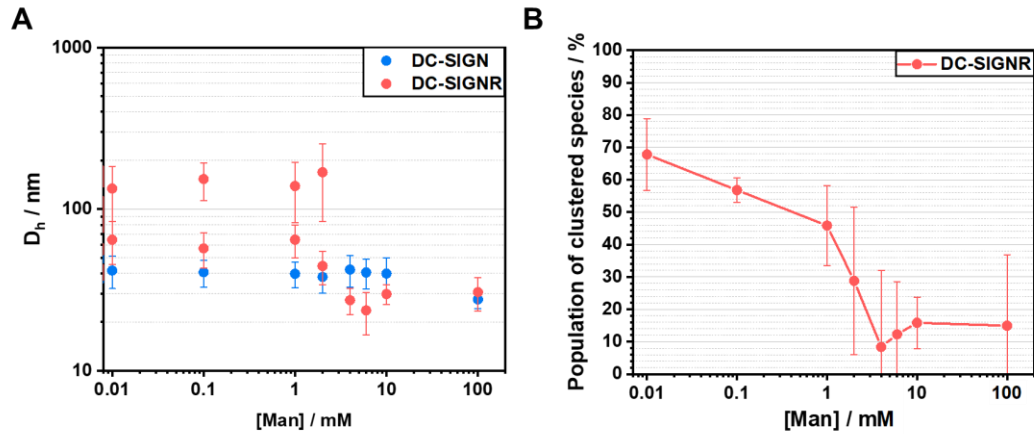 A
1000
100
10
D_h / nm
0.01
0.1
1
10
100
[Man] / mM
DC-SIGN
DC-SIGNR
B
100
90
80
70
60
50
40
30
20
10
0
Population of clustered species / %
0.01
0.1
1
10
100
[Man] / mM
DC-SIGNR